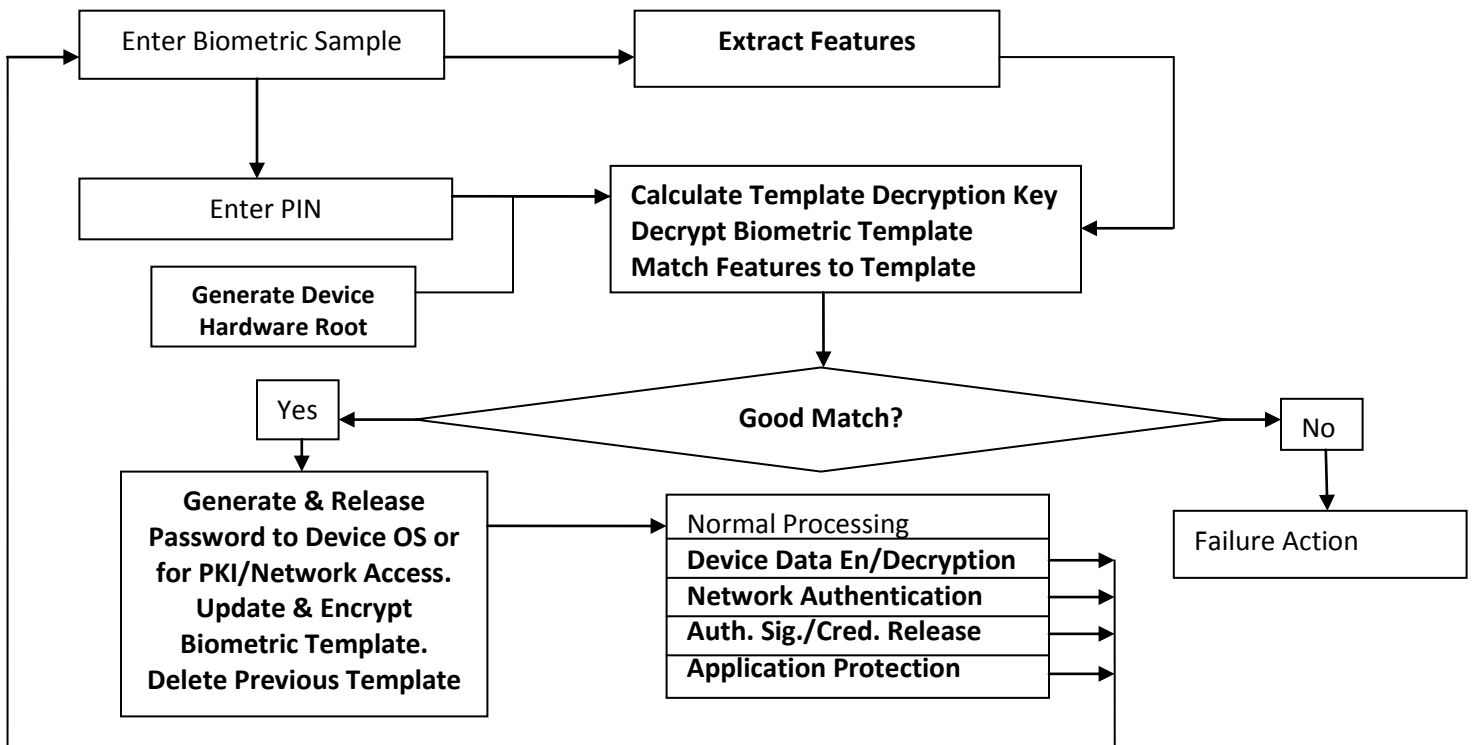 Enter Biometric Sample
Extract Features
Enter PIN
Calculate Template Decryption Key
Decrypt Biometric Template
Match Features to Template
Generate Device
Hardware Root
Good Match?
Yes
No
Generate & Release
Password to Device OS or
for PKI/Network Access.
Update & Encrypt
Biometric Template.
Delete Previous Template
Normal Processing
Device Data En/Decryption
Network Authentication
Auth. Sig./Cred. Release
Application Protection
Failure Action